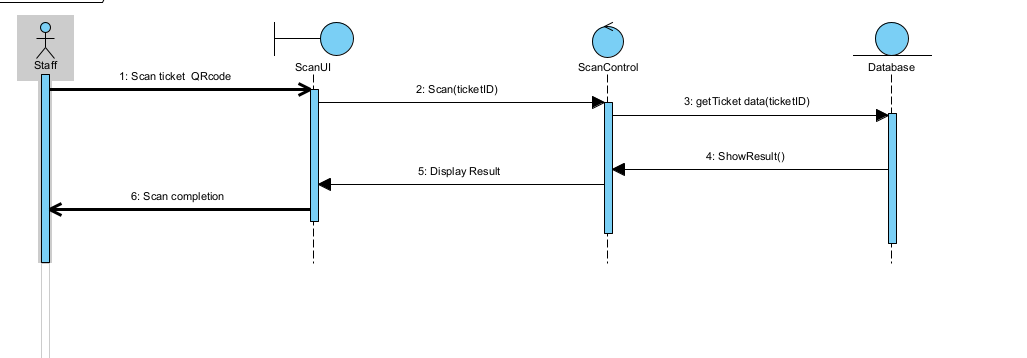 Staff
ScanUI
ScanControl
Database
1: Scan ticket QRcode
2: Scan(ticketID)
3: getTicket data(ticketID)
4: ShowResult()
5: Display Result
6: Scan completion